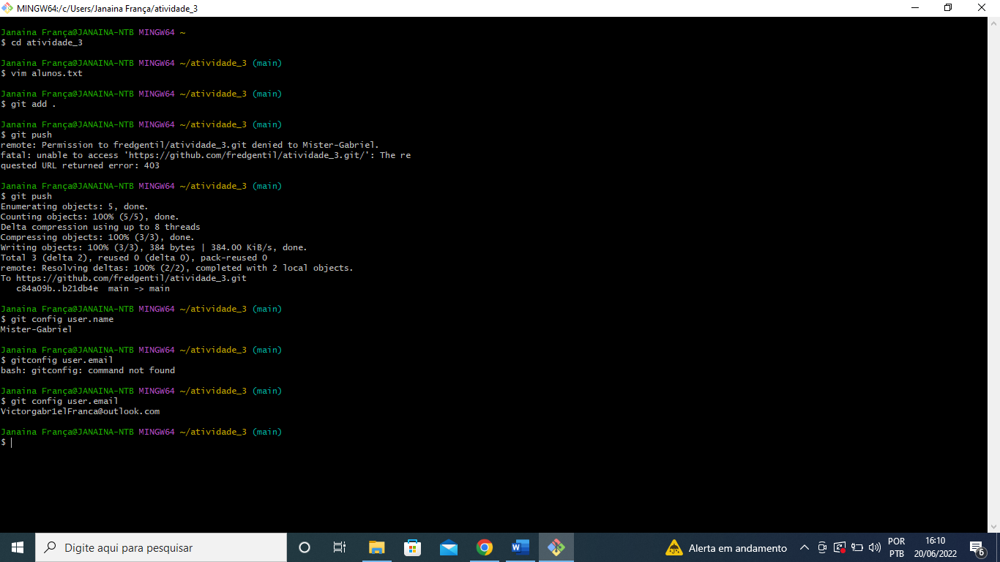 MINGW64:/c/Users/Janaina França/atividade_3
Janaina França@JANAINA-NTB MINGW64 ~
$ cd atividade_3
Janaina França@JANAINA-NTB MINGW64 ~/atividade_3 (main)
$ vim alunos.txt
Janaina França@JANAINA-NTB MINGW64 ~/atividade_3 (main)
$ git add .
Janaina França@JANAINA-NTB MINGW64 ~/atividade_3 (main)
$ git push
remote: Permission to fredgentil/atividade_3.git denied to Mister-Gabriel.
fatal: unable to access 'https://github.com/fredgentil/atividade_3.git/': The re
quested URL returned error: 403
Janaina França@JANAINA-NTB MINGW64 ~/atividade_3 (main)
$ git push
Enumerating objects: 5, done.
Counting objects: 100% (5/5), done.
Delta compression using up to 8 threads
Compressing objects: 100% (3/3), done.
Writing objects: 100% (3/3), 384 bytes | 384.00 KiB/s, done.
Total 3 (delta 2), reused 0 (delta 0), pack-reused 0
remote: Resolving deltas: 100% (2/2), completed with 2 local objects.
To https://github.com/fredgentil/atividade_3.git
   c84a09b..b21db4e  main -> main
Janaina França@JANAINA-NTB MINGW64 ~/atividade_3 (main)
$ git config user.name
Mister-Gabriel
Janaina França@JANAINA-NTB MINGW64 ~/atividade_3 (main)
$ gitconfig user.email
bash: gitconfig: command not found
Janaina França@JANAINA-NTB MINGW64 ~/atividade_3 (main)
$ git config user.email
Victorgabr1elFranca@outlook.com
Janaina França@JANAINA-NTB MINGW64 ~/atividade_3 (main)
$
Digite aqui para pesquisar
W
Alerta em andamento
POR
PTB
16:10
20/06/2022
6